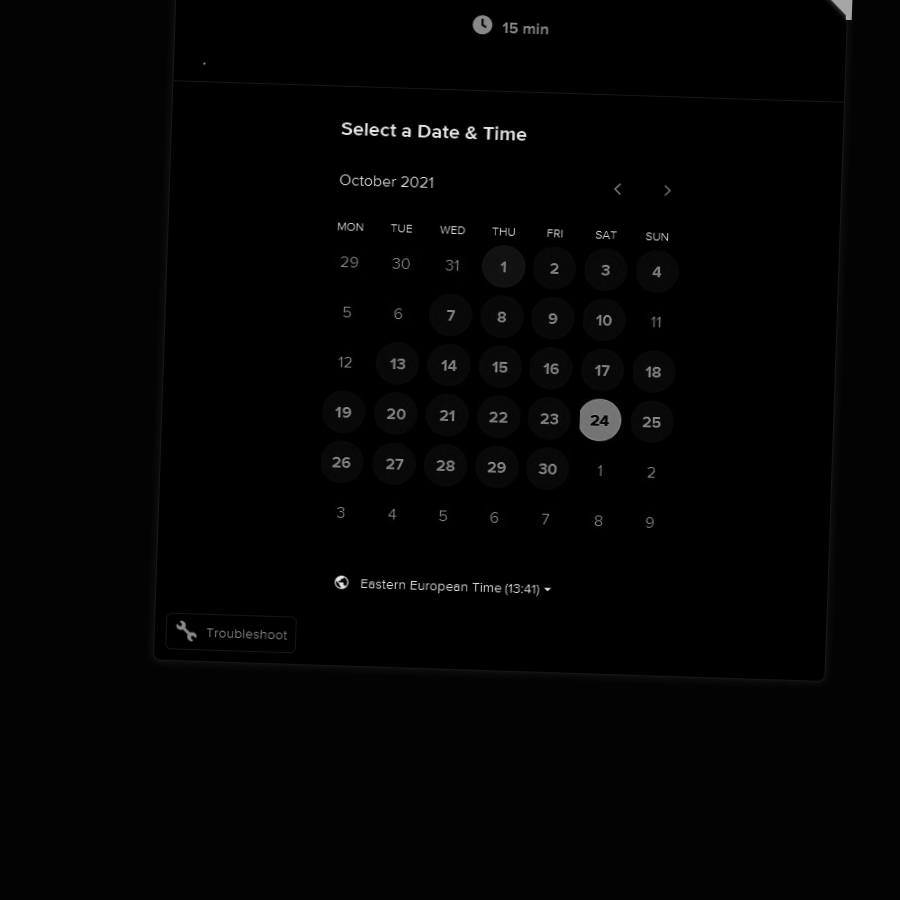 15 min
.
Select a Date & Time
October 2021
MON TUE WED THU FRI SAT SUN
29 30 31 1 2 3 4
5 6 7 8 9 10 11
12 13 14 15 16 17 18
19 20 21 22 23 24 25
26 27 28 29 30 1 2
3 4 5 6 7 8 9
Eastern European Time (13:41)
Troubleshoot